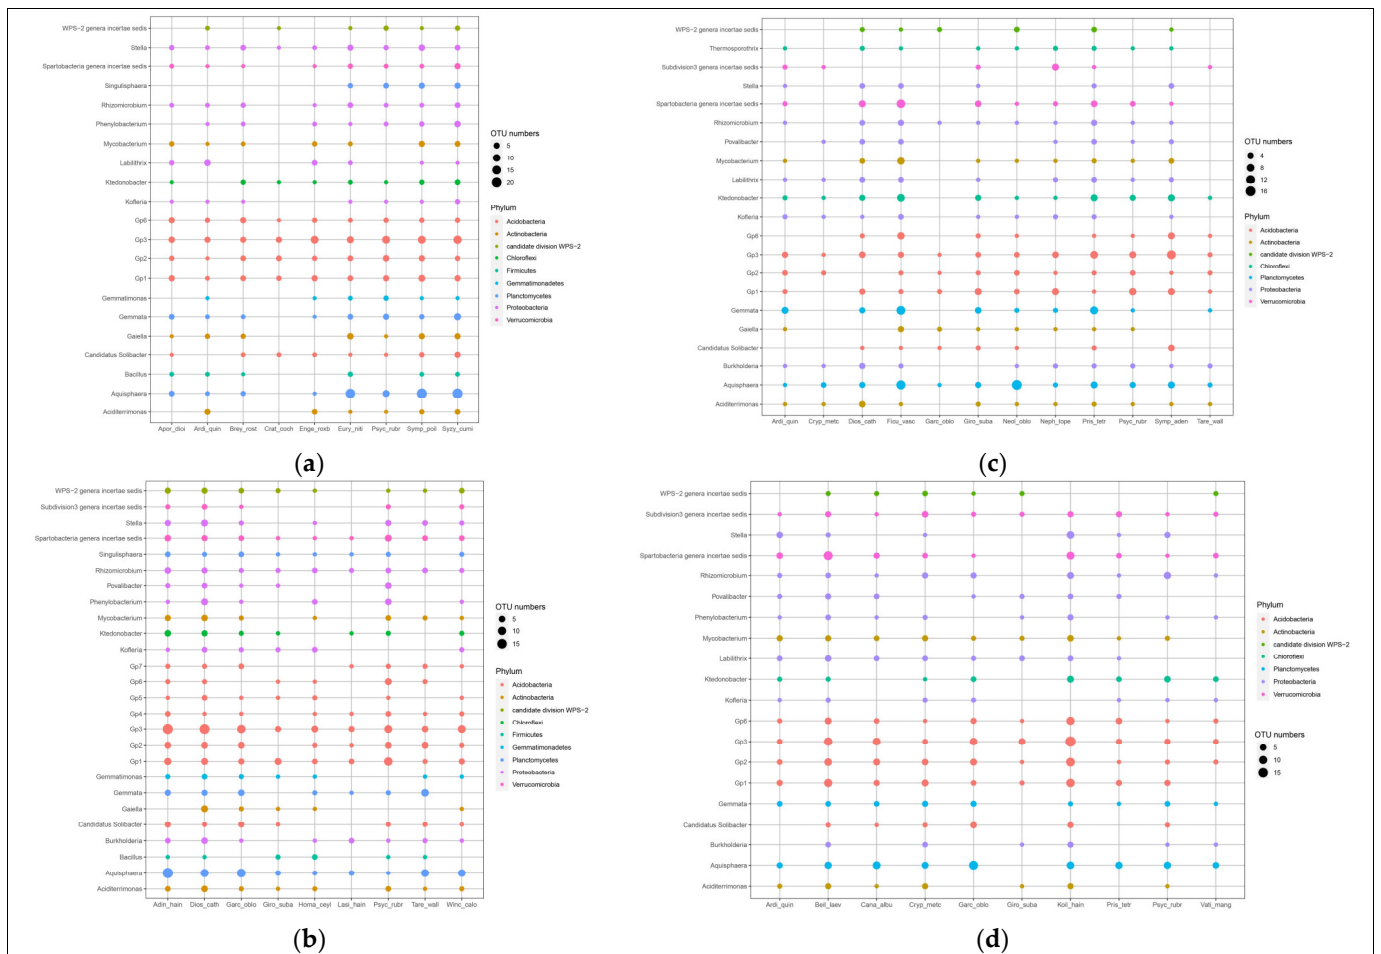 WPS-2 genera incertae sedis
Stella
Spartobacteria genera incertae sedis
Singulisphaera
Rhizomicrobium
Phenylobacterium
Mycobacterium
Labilithrix
Ktedonobacter
Kofleria
Gp6
Gp3
Gp2
Gp1
Gemmatimonas
Gemmata
Gaiella
Candidatus Solibacter
Bacillus
Aquisphaera
Aciditerrimonas
Apor_dioi Ardi_quin Brey_rost Crat_coch Enge_roxb Eury_niti Psyc_rubr Symp_poil Syzy_cumi
OTU numbers
5
10
15
20
Phylum
Acidobacteria
Actinobacteria
candidate division WPS-2
Chloroflexi
Firmicutes
Gemmatimonadetes
Planctomycetes
Proteobacteria
Verrucomicrobia
(a)
WPS-2 genera incertae sedis
Thermosporothrix
Subdivision3 genera incertae sedis
Stella
Spartobacteria genera incertae sedis
Rhizomicrobium
Povalibacter
Mycobacterium
Labilithrix
Ktedonobacter
Kofleria
Gp6
Gp3
Gp2
Gp1
Gemmata
Gaiella
Candidatus Solibacter
Burkholderia
Aquisphaera
Aciditerrimonas
Ardi_quin Cryp_metc Dios_cath Ficu_vasc Garc_oblo Giro_suba Neol_oblo Neph_tope Pris_tetr Psyc_rubr Symp_aden Tare_wall
OTU numbers
4
8
12
16
Phylum
Acidobacteria
Actinobacteria
candidate division WPS-2
Chloroflexi
Planctomycetes
Proteobacteria
Verrucomicrobia
(c)
WPS-2 genera incertae sedis
Subdivision3 genera incertae sedis
Stella
Spartobacteria genera incertae sedis
Singulisphaera
Rhizomicrobium
Povalibacter
Phenylobacterium
Mycobacterium
Ktedonobacter
Kofleria
Gp7
Gp6
Gp5
Gp4
Gp3
Gp2
Gp1
Gemmatimonas
Gemmata
Gaiella
Candidatus Solibacter
Burkholderia
Bacillus
Aquisphaera
Aciditerrimonas
Adin_hain Dios_cath Garc_oblo Giro_suba Homa_ceyl Lasi_hain Psyc_rubr Tare_wall Winc_calo
OTU numbers
5
10
15
Phylum
Acidobacteria
Actinobacteria
candidate division WPS-2
Chloroflexi
Firmicutes
Gemmatimonadetes
Planctomycetes
Proteobacteria
Verrucomicrobia
(b)
WPS-2 genera incertae sedis
Subdivision3 genera incertae sedis
Stella
Spartobacteria genera incertae sedis
Rhizomicrobium
Povalibacter
Phenylobacterium
Mycobacterium
Labilithrix
Ktedonobacter
Kofleria
Gp6
Gp3
Gp2
Gp1
Gemmata
Candidatus Solibacter
Burkholderia
Aquisphaera
Aciditerrimonas
Ardi_quin Beil_laev Cana_albu Cryp_metc Garc_oblo Giro_suba Koil_hain Pris_tetr Psyc_rubr Vati_mang
Phylum
Acidobacteria
Actinobacteria
candidate division WPS-2
Chloroflexi
Planctomycetes
Proteobacteria
Verrucomicrobia
OTU numbers
5
10
15
(d)